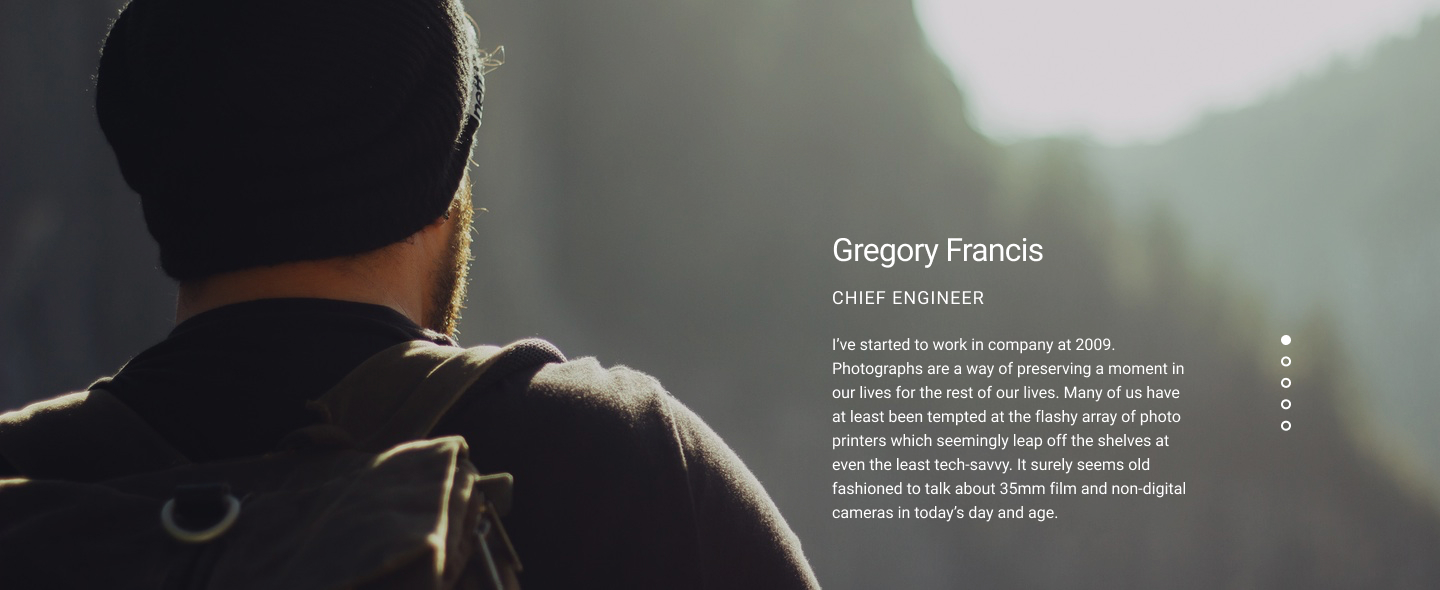 Gregory Francis
CHIEF ENGINEER
I’ve started to work in company at 2009.
Photographs are a way of preserving a moment in
our lives for the rest of our lives. Many of us have
at least been tempted at the flashy array of photo
printers which seemingly leap off the shelves at
even the least tech-savvy. It surely seems old
fashioned to talk about 35mm film and non-digital
cameras in today’s day and age.